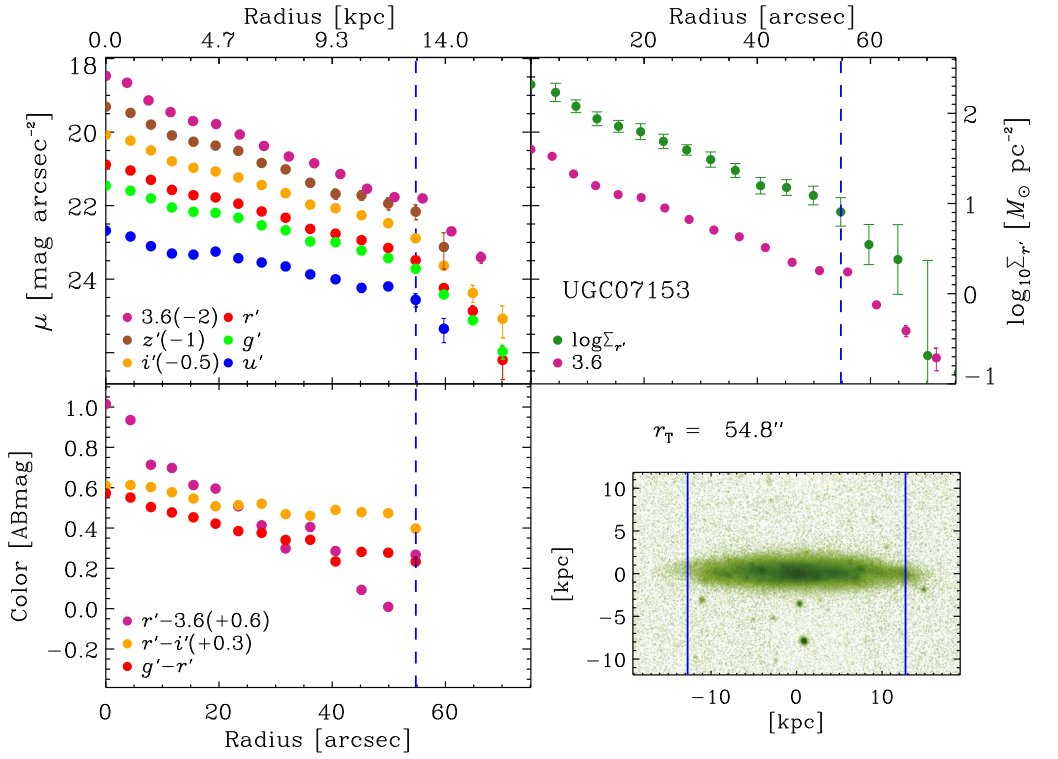 Radius [kpc]
0.0 4.7 9.3 14.0
Radius [arcsec]
20 40 60
18
20
22
24
μ [mag arcsec⁻²]
3.6(−2) r′
z′(−1) g′
i′(−0.5) u′
UGC07153
log Σr′
3.6
2
1
0
−1
log₁₀Σr′ [M⊙ pc⁻²]
1.0
0.8
0.6
0.4
0.2
0.0
−0.2
Color [ABmag]
r′−3.6(+0.6)
r′−i′(+0.3)
g′−r′
0 20 40 60
Radius [arcsec]
rT = 54.8″
10
5
0
−5
−10
[kpc]
−10 0 10
[kpc]